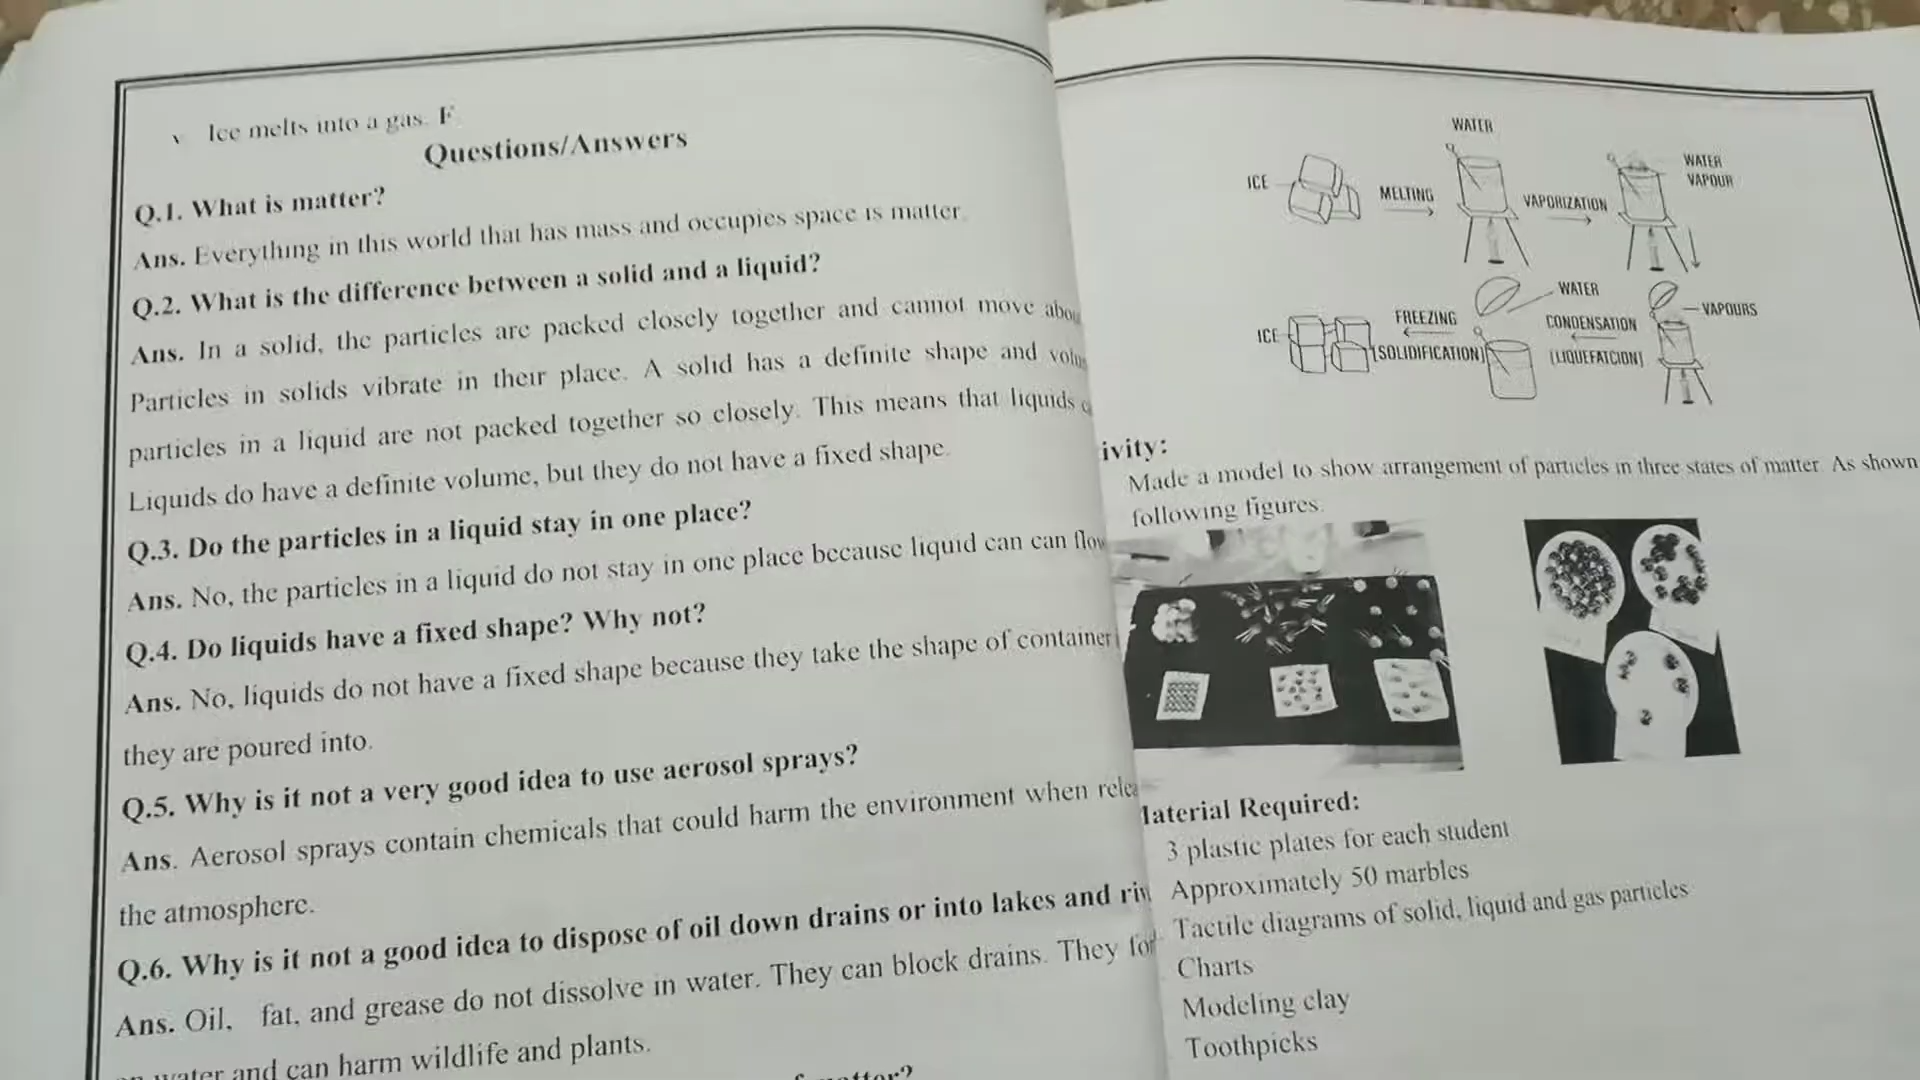 v Ice melts into a gas. F
Questions/Answers
Q.1. What is matter?
Ans. Everything in this world that has mass and occupies space is matter.
Q.2. What is the difference between a solid and a liquid?
Ans. In a solid, the particles are packed closely together and cannot move
Particles in solids vibrate in their place. A solid has a definite shape and
particles in a liquid are not packed together so closely. This means that liquids
Liquids do have a definite volume, but they do not have a fixed shape.
Q.3. Do the particles in a liquid stay in one place?
Ans. No, the particles in a liquid do not stay in one place because liquid can can
Q.4. Do liquids have a fixed shape? Why not?
Ans. No, liquids do not have a fixed shape because they take the shape of container
they are poured into.
Q.5. Why is it not a very good idea to use aerosol sprays?
Ans. Aerosol sprays contain chemicals that could harm the environment when
the atmosphere.
Q.6. Why is it not a good idea to dispose of oil down drains or into lakes and
Ans. Oil, fat, and grease do not dissolve in water. They can block drains. They
water and can harm wildlife and plants.
WATER
ICE
MELTING
VAPORIZATION
WATER
VAPOUR
WATER
VAPOURS
ICE
FREEZING
CONDENSATION
[SOLIDIFICATION]
[LIQUEFATCION]
ivity:
Made a model to show arrangement of particles in three states of matter. As shown
following figures.
laterial Required:
3 plastic plates for each student
Approximately 50 marbles
Tactile diagrams of solid, liquid and gas particles
Charts
Modeling clay
Toothpicks